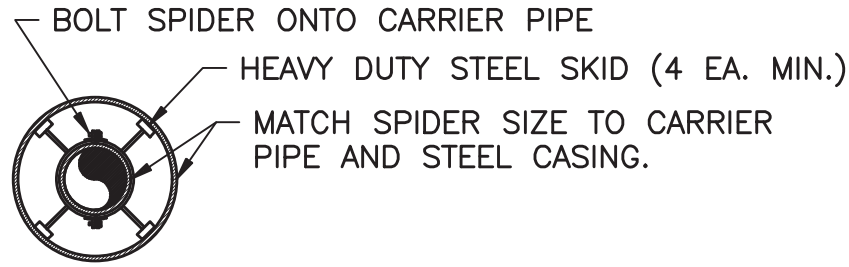 BOLT SPIDER ONTO CARRIER PIPE
HEAVY DUTY STEEL SKID (4 EA. MIN.)
MATCH SPIDER SIZE TO CARRIER
PIPE AND STEEL CASING.